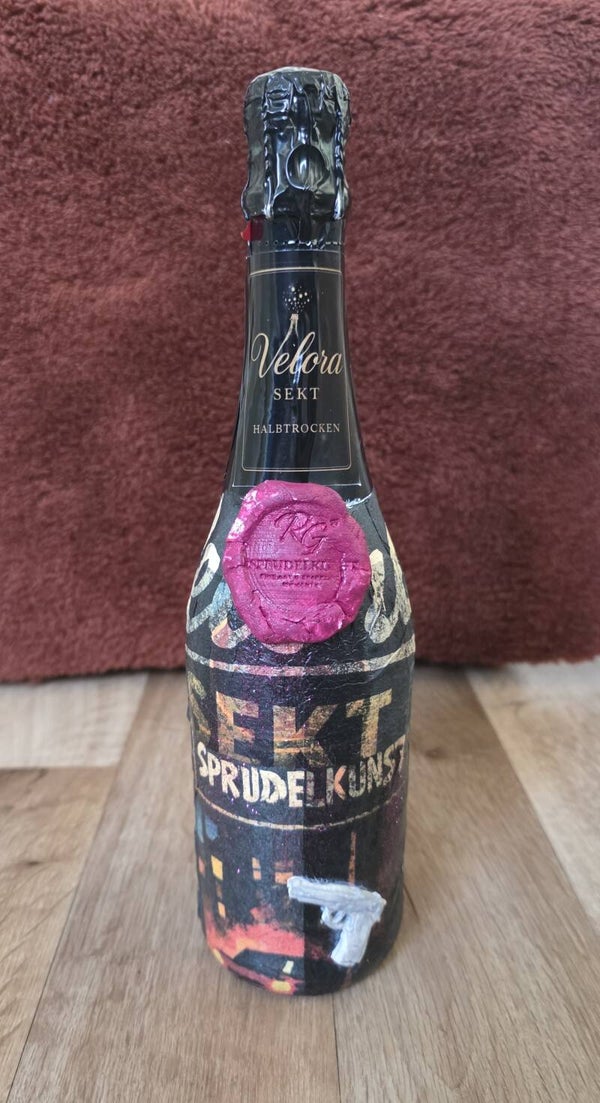 Velora
SEKT
HALBTROCKEN
RG
SPRUDELKUNST
SEKT
SPRUDELKUNST